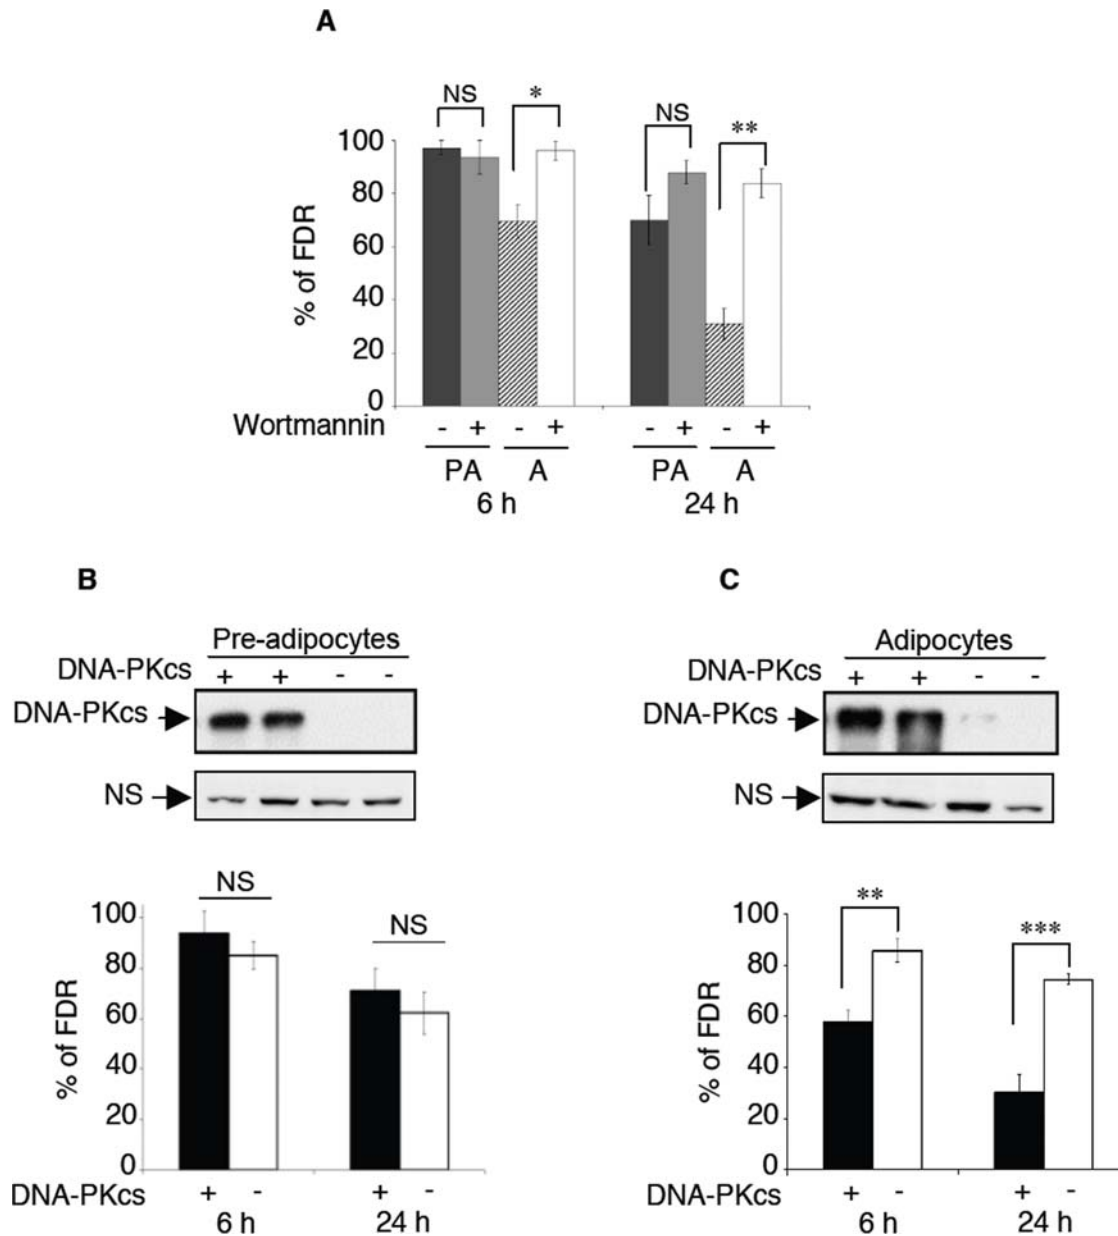 A
NS * NS **
100
80
60
40
20
0
% of FDR
Wortmannin - + - + - + - +
PA A PA A
6 h 24 h
B
Pre-adipocytes
DNA-PKcs + + - -
DNA-PKcs
NS
NS NS
100
80
60
40
20
0
% of FDR
DNA-PKcs + - + -
6 h 24 h
C
Adipocytes
DNA-PKcs + + - -
DNA-PKcs
NS
** ***
100
80
60
40
20
0
% of FDR
DNA-PKcs + - + -
6 h 24 h